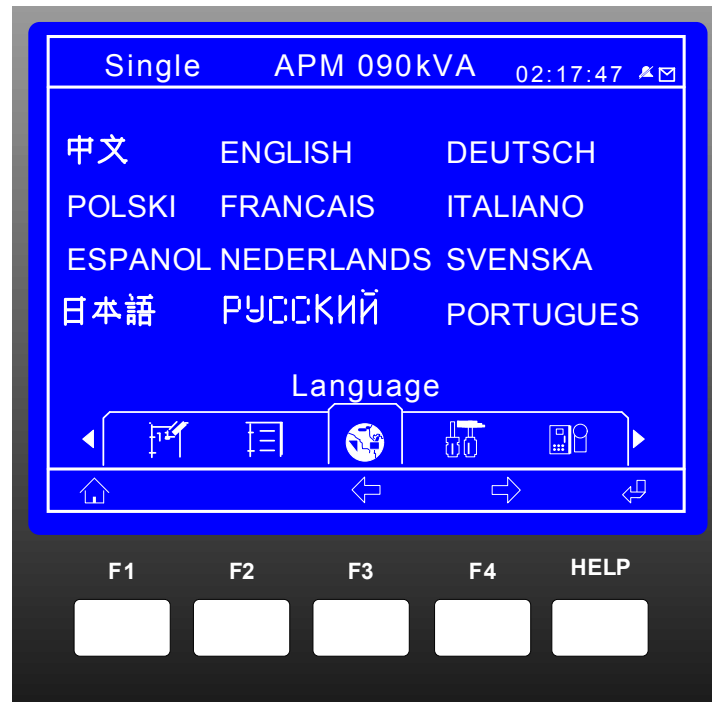 Single APM 090kVA 02:17:47
中文 ENGLISH DEUTSCH
POLSKI FRANCAIS ITALIANO
ESPANOL NEDERLANDS SVENSKA
日本語 РУССКИЙ PORTUGUES
Language
F1 F2 F3 F4 HELP